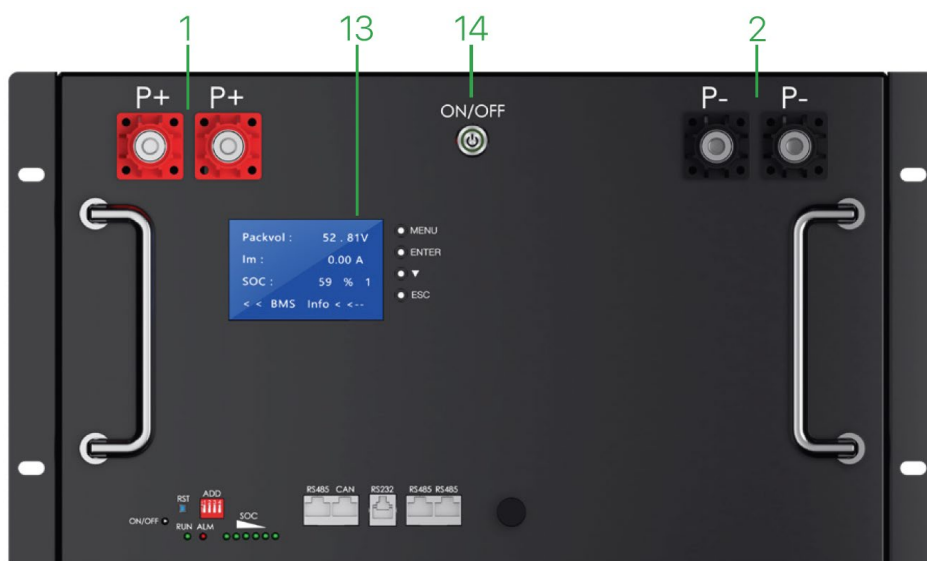 1 13 14 2
P+ P+ ON/OFF P- P-
Packvol : 52 . 81V
Im : 0.00 A
SOC : 59 % 1
< < BMS Info < <--
MENU
ENTER
▼
ESC
RST ADD
ON/OFF
RUN ALM SOC
RS485 CAN RS232 RS485 RS485